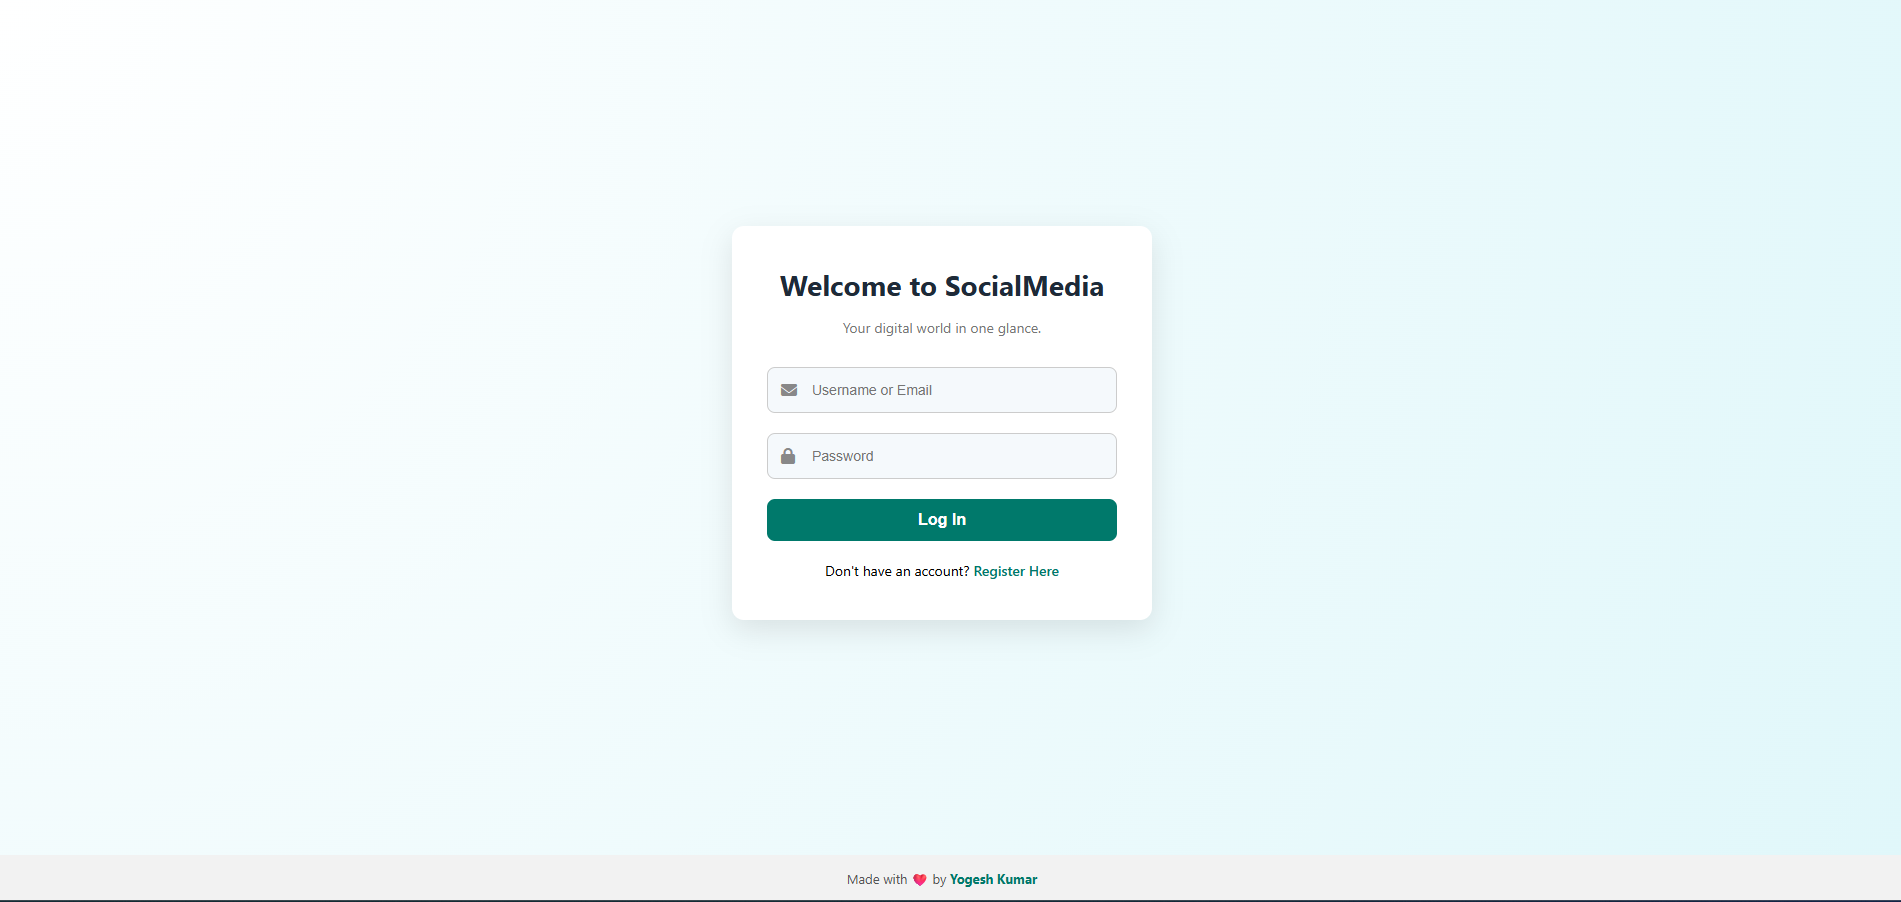 Welcome to SocialMedia
Your digital world in one glance.
Username or Email
Password
Log In
Don't have an account? Register Here
Made with 💖 by Yogesh Kumar